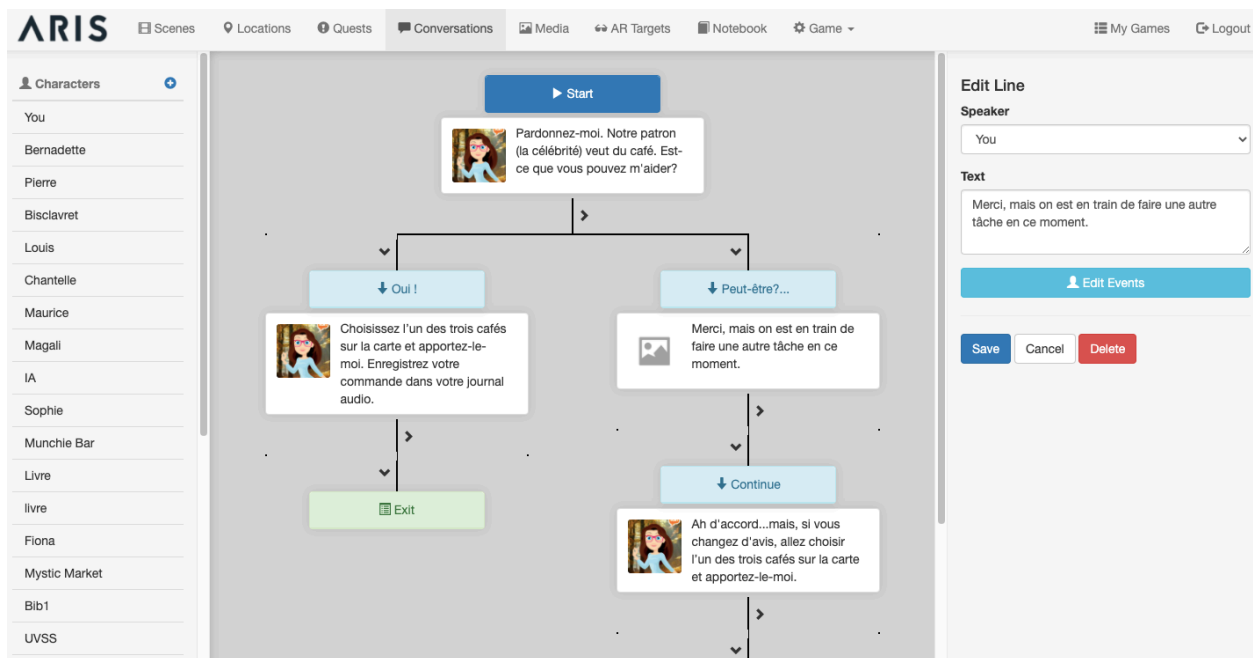 ARIS
Scenes
Locations
Quests
Conversations
Media
AR Targets
Notebook
Game
My Games
Logout
Characters
You
Bernadette
Pierre
Bisclavret
Louis
Chantelle
Maurice
Magali
IA
Sophie
Munchie Bar
Livre
livre
Fiona
Mystic Market
Bib1
UVSS
Start
Pardonnez-moi. Notre patron
(la célébrité) veut du café. Est-
ce que vous pouvez m'aider?
Oui !
Choisissez l'un des trois cafés
sur la carte et apportez-le-
moi. Enregistrez votre
commande dans votre journal
audio.
Exit
Peut-être?...
Merci, mais on est en train de
faire une autre tâche en ce
moment.
Continue
Ah d'accord...mais, si vous
changez d'avis, allez choisir
l'un des trois cafés sur la carte
et apportez-le-moi.
Edit Line
Speaker
You
Text
Merci, mais on est en train de faire une autre
tâche en ce moment.
Edit Events
Save
Cancel
Delete